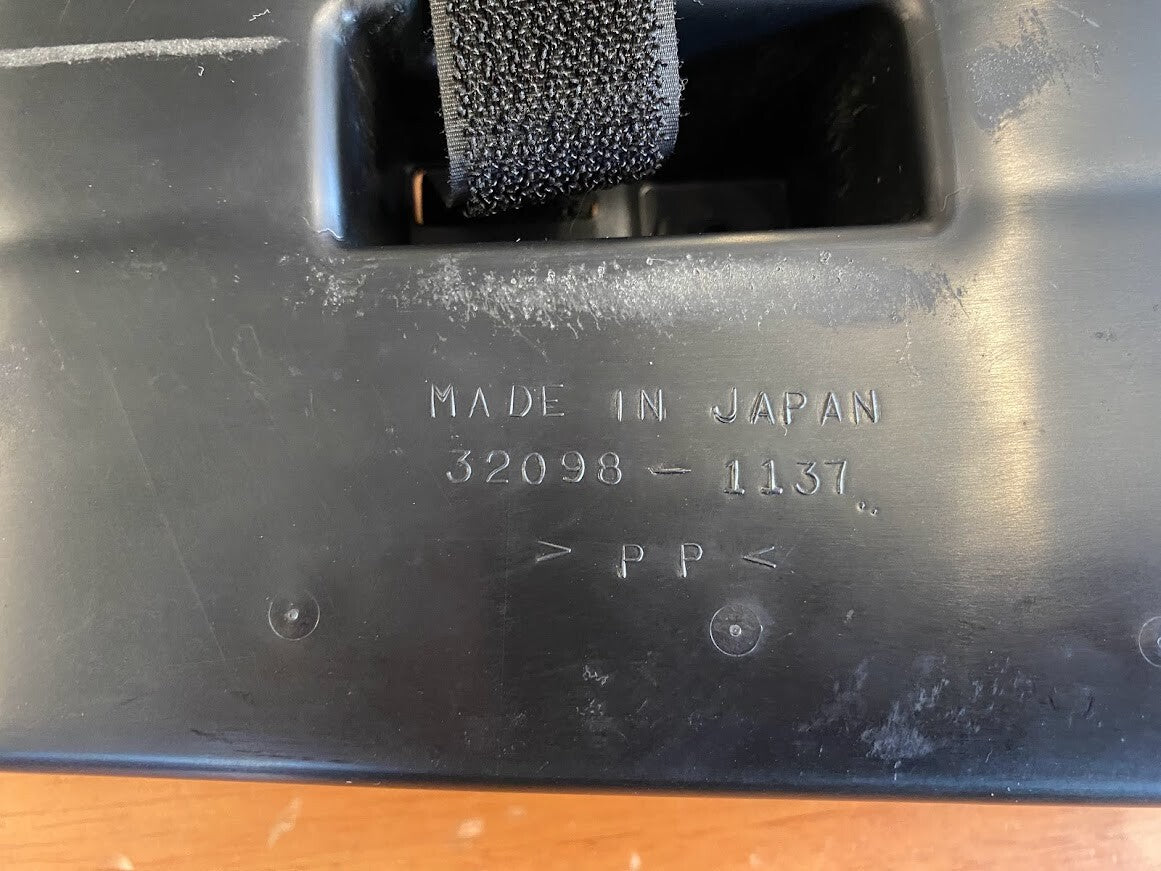 MADE IN JAPAN
32098-1137
> PP <